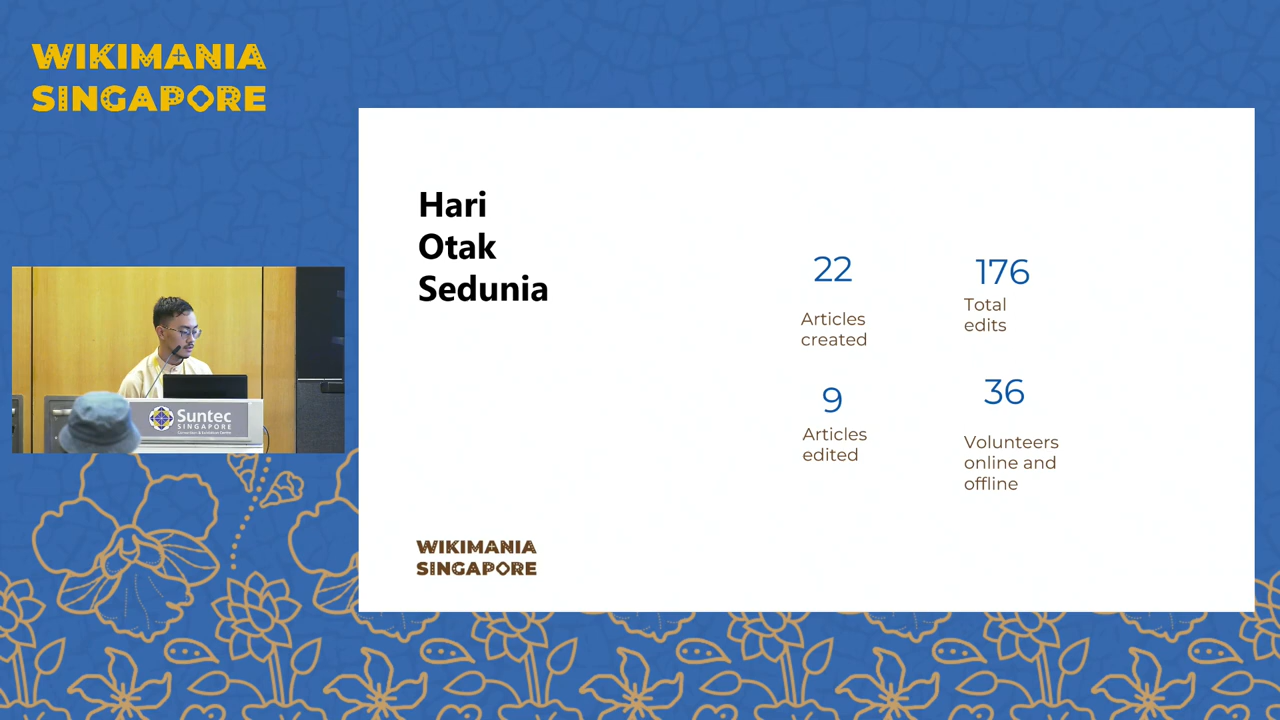 WIKIMANIA
SINGAPORE
Hari
Otak
Sedunia
22
Articles
created
176
Total
edits
9
Articles
edited
36
Volunteers
online and
offline
WIKIMANIA
SINGAPORE
Suntec
SINGAPORE